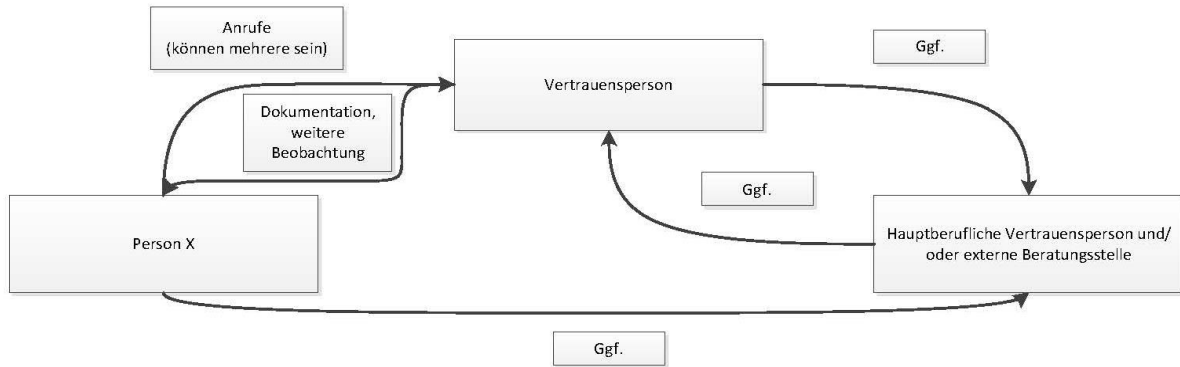 Anrufe
(können mehrere sein)
Ggf.
Vertrauensperson
Dokumentation,
weitere
Beobachtung
Ggf.
Person X
Hauptberufliche Vertrauensperson und/
oder externe Beratungsstelle
Ggf.